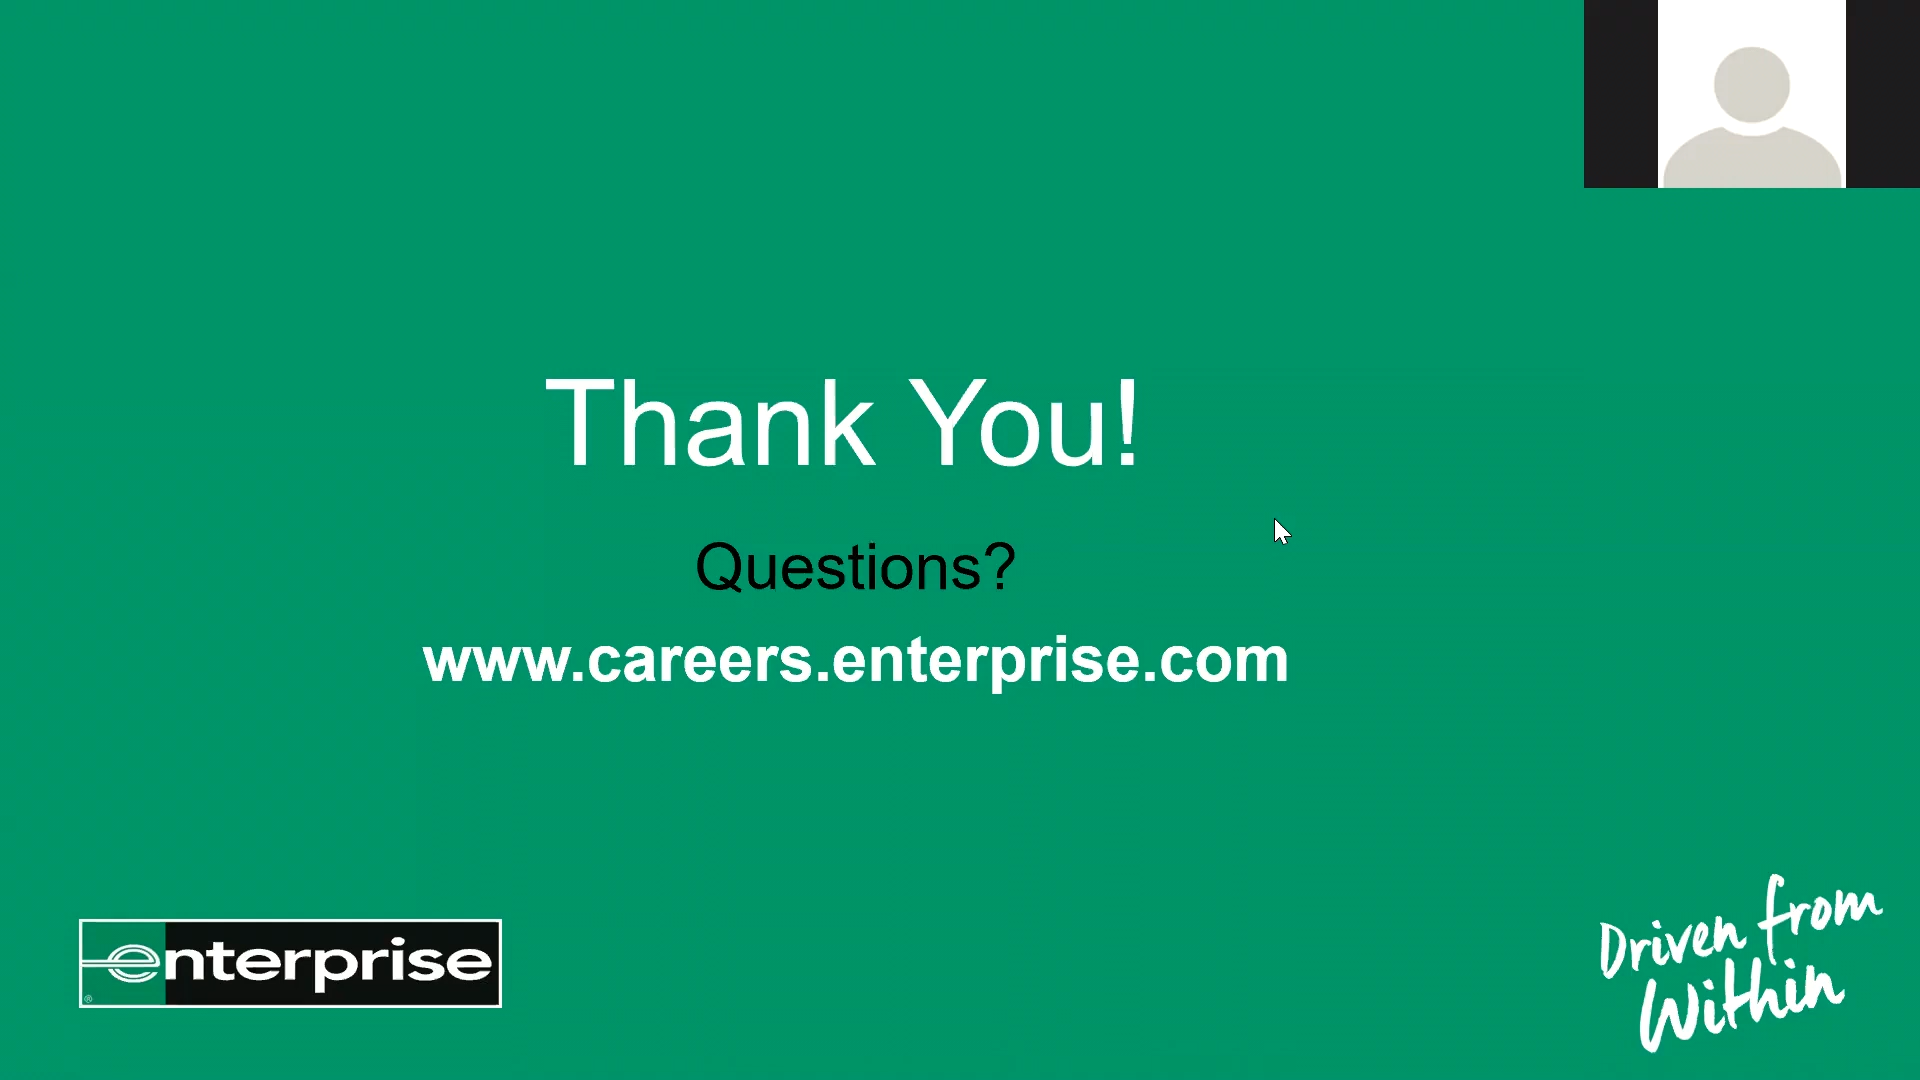 Thank You!
Questions?
www.careers.enterprise.com
enterprise
®
Driven from
Within